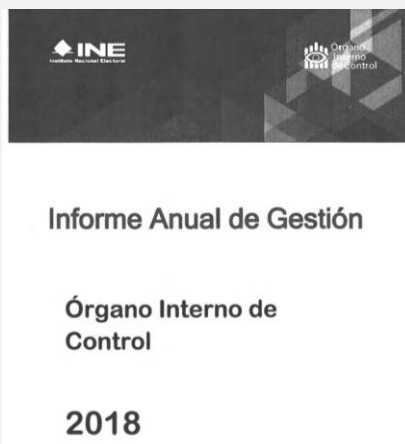 INE
Instituto Nacional Electoral
Órgano
Interno
de Control
Informe Anual de Gestión
Órgano Interno de
Control
2018